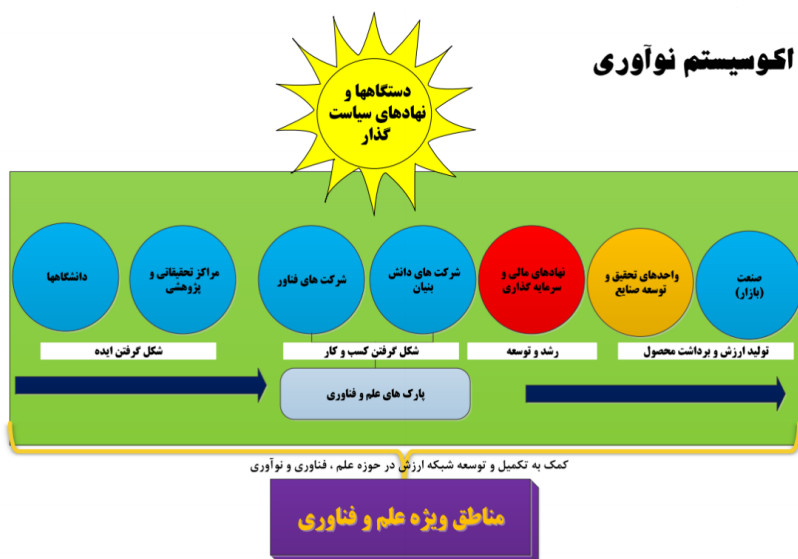 اکوسیستم نوآوری
دستگاهها و
نهادهای سیاست
گذار
دانشگاهها
مراکز تحقیقاتی و
پژوهشی
شرکت های فناور
شرکت های دانش
بنیان
نهادهای مالی و
سرمایه گذاری
واحدهای تحقیق و
توسعه صنایع
صنعت
(بازار)
شکل گرفتن ایده
شکل گرفتن کسب و کار
رشد و توسعه
تولید ارزش و برداشت محصول
پارک های علم و فناوری
کمک به تکمیل و توسعه شبکه ارزش در حوزه علم ، فناوری و نوآوری
مناطق ویژه علم و فناوری